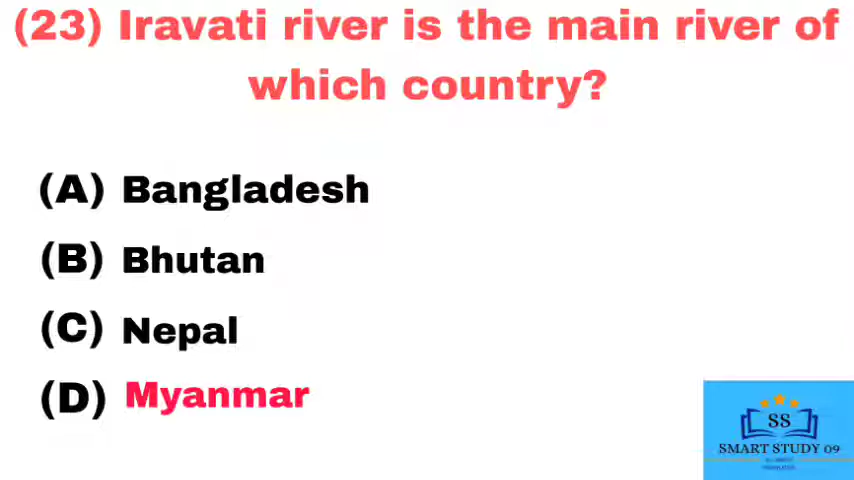 (23) Iravati river is the main river of
which country?
(A) Bangladesh
(B) Bhutan
(C) Nepal
(D) Myanmar
SS
SMART STUDY 09